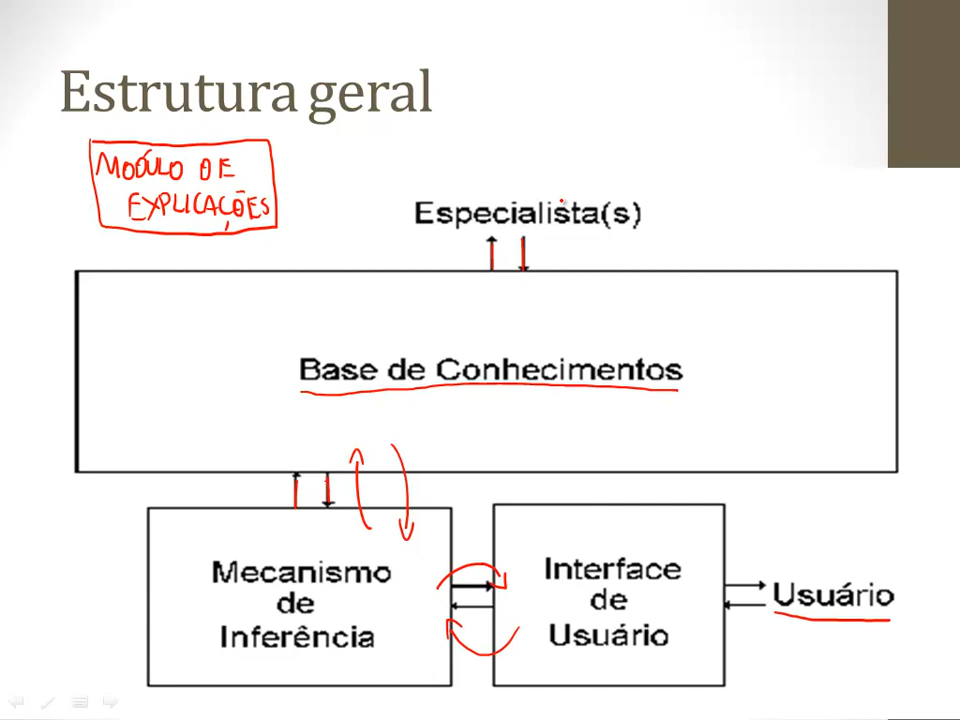 Estrutura geral
MÓDULO DE
EXPLICAÇÕES
Especialista(s)
Base de Conhecimentos
Mecanismo
de
Inferência
Interface
de
Usuário
Usuário